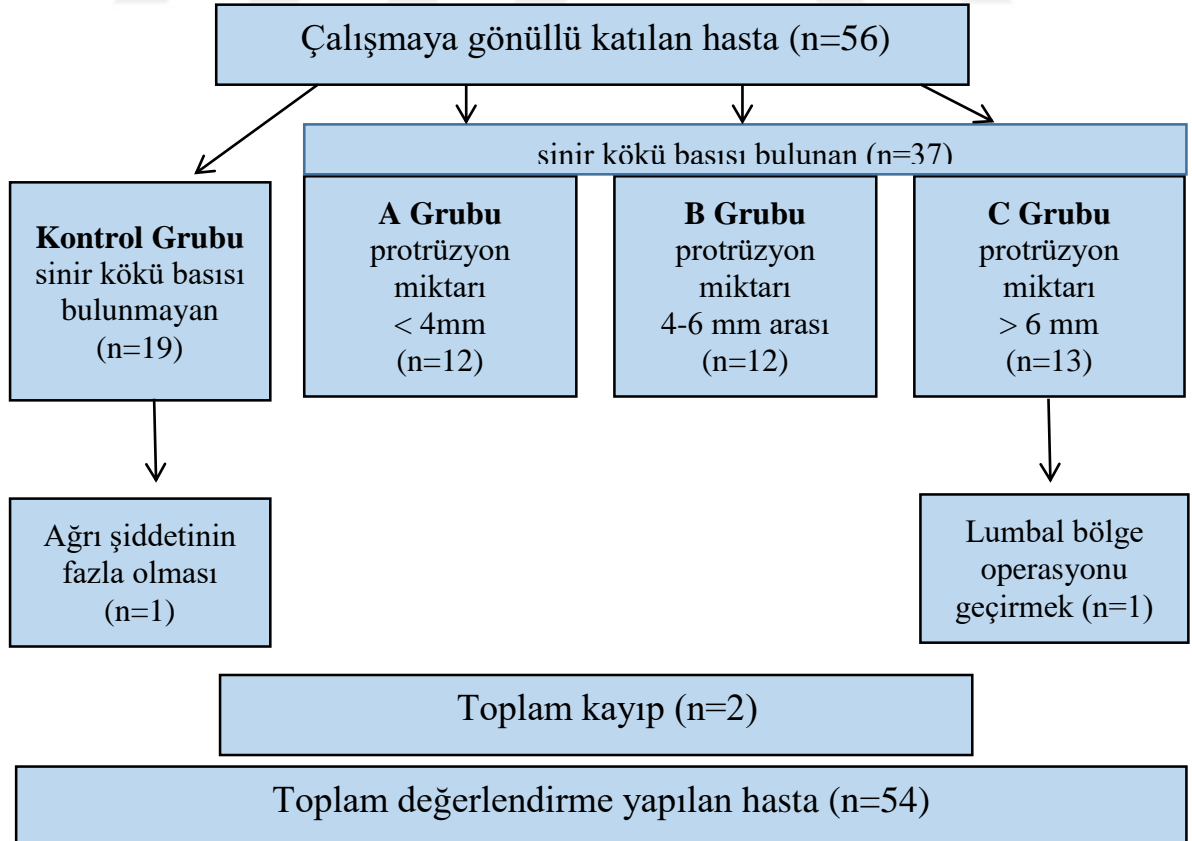 Çalışmaya gönüllü katılan hasta (n=56)
sinir kökü basısı bulunan (n=37)
Kontrol Grubu
sinir kökü basısı
bulunmayan
(n=19)
A Grubu
protrüzyon
miktarı
< 4mm
(n=12)
B Grubu
protrüzyon
miktarı
4-6 mm arası
(n=12)
C Grubu
protrüzyon
miktarı
> 6 mm
(n=13)
Ağrı şiddetinin
fazla olması
(n=1)
Lumbal bölge
operasyonu
geçirmek (n=1)
Toplam kayıp (n=2)
Toplam değerlendirme yapılan hasta (n=54)